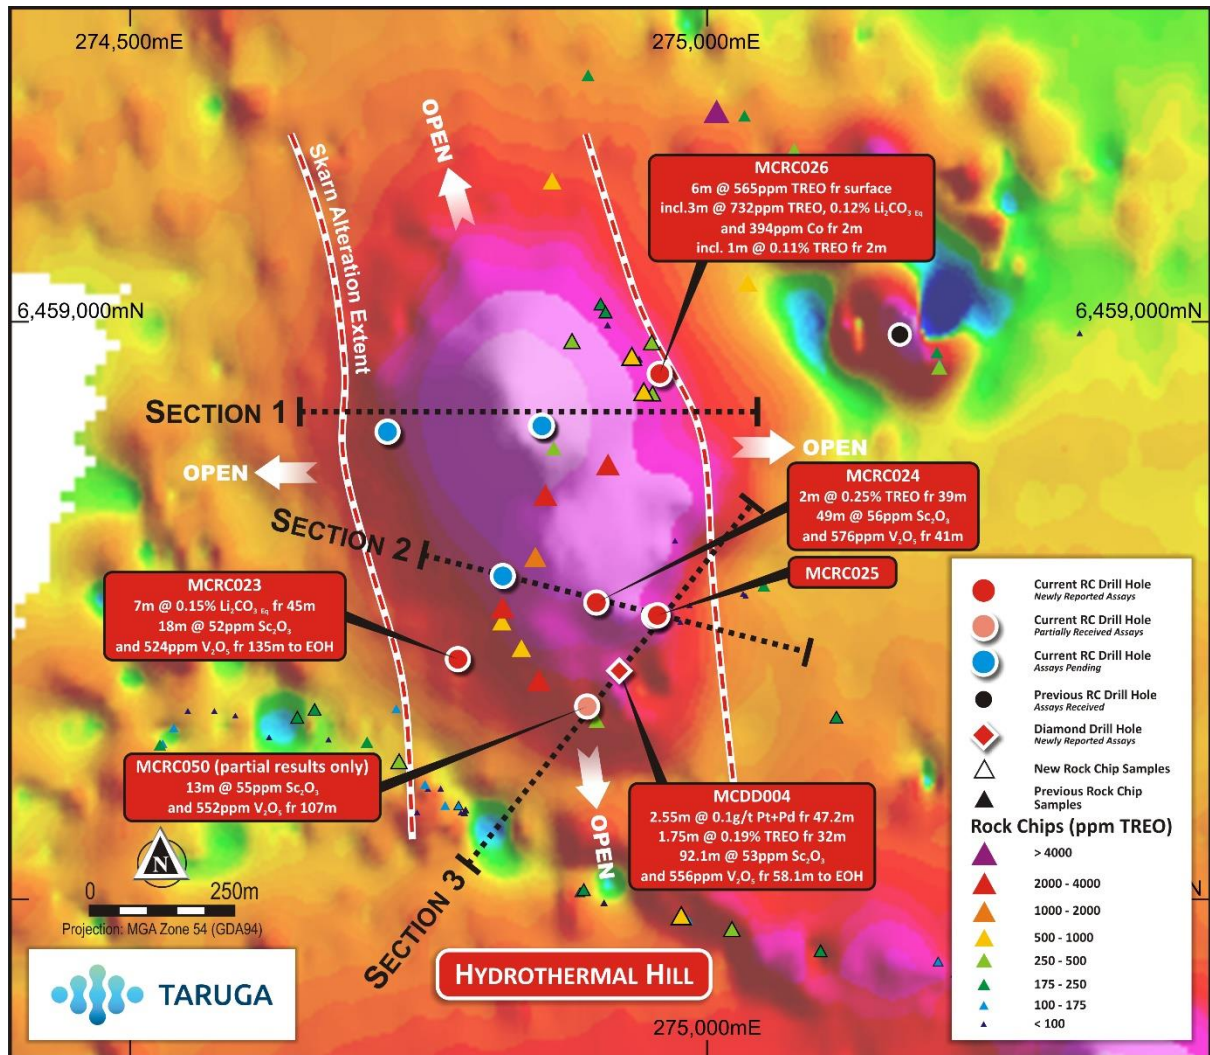 274,500mE
275,000mE
OPEN
Skarn Alteration Extent
MCRC026
6m @ 565ppm TREO fr surface
incl.3m @ 732ppm TREO, 0.12% Li₂CO₃ Eq
and 394ppm Co fr 2m
incl. 1m @ 0.11% TREO fr 2m
6,459,000mN
6,459,000mN
SECTION 1
OPEN
OPEN
MCRC024
2m @ 0.25% TREO fr 39m
49m @ 56ppm Sc₂O₃
and 576ppm V₂O₅ fr 41m
SECTION 2
MCRC025
MCRC023
7m @ 0.15% Li₂CO₃ Eq fr 45m
18m @ 52ppm Sc₂O₃
and 524ppm V₂O₅ fr 135m to EOH
MCRC050 (partial results only)
13m @ 55ppm Sc₂O₃
and 552ppm V₂O₅ fr 107m
MCDD004
2.55m @ 0.1g/t Pt+Pd fr 47.2m
1.75m @ 0.19% TREO fr 32m
92.1m @ 53ppm Sc₂O₃
and 556ppm V₂O₅ fr 58.1m to EOH
OPEN
SECTION 3
N
0 250m
Projection: MGA Zone 54 (GDA94)
TARUGA
HYDROTHERMAL HILL
275,000mE
N
Current RC Drill Hole
Newly Reported Assays
Current RC Drill Hole
Partially Received Assays
Current RC Drill Hole
Assays Pending
Previous RC Drill Hole
Assays Received
Diamond Drill Hole
Newly Reported Assays
New Rock Chip Samples
Previous Rock Chip
Samples
Rock Chips (ppm TREO)
> 4000
2000 - 4000
1000 - 2000
500 - 1000
250 - 500
175 - 250
100 - 175
< 100